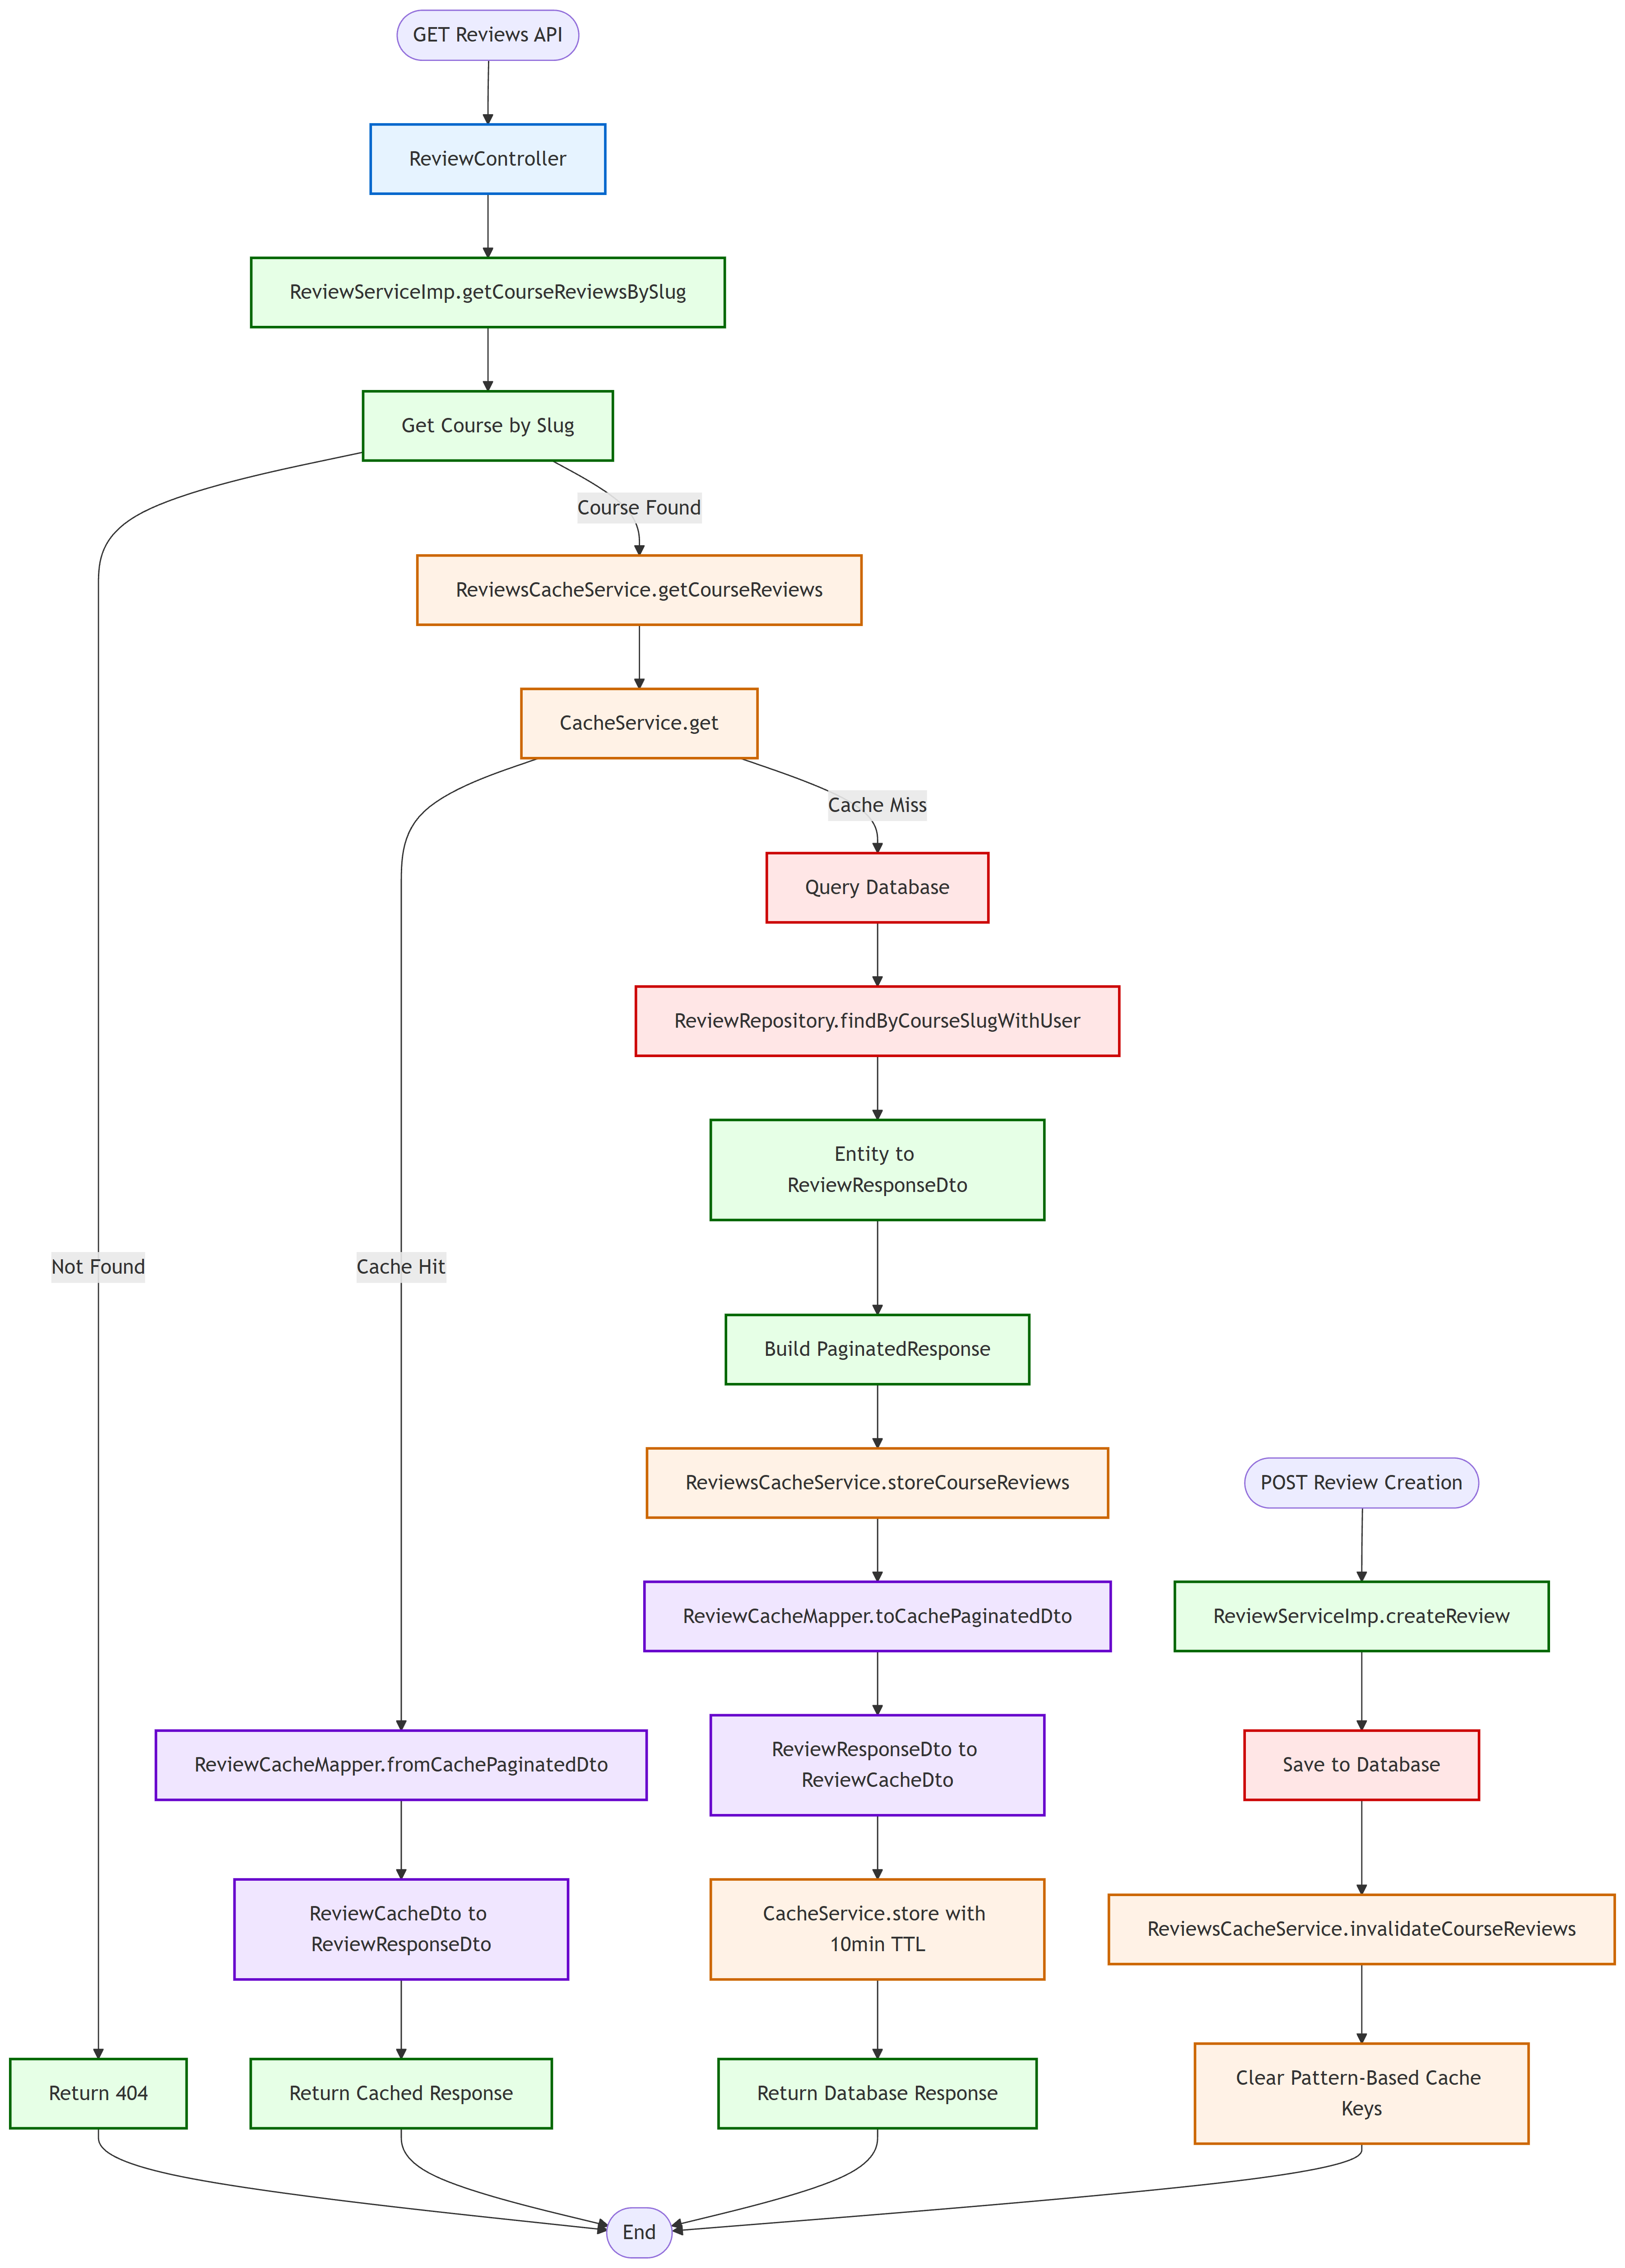 GET Reviews API
ReviewController
ReviewServiceImp.getCourseReviewsBySlug
Get Course by Slug
Course Found
ReviewsCacheService.getCourseReviews
CacheService.get
Cache Miss
Query Database
ReviewRepository.findByCourseSlugWithUser
Entity to
ReviewResponseDto
Not Found
Cache Hit
Build PaginatedResponse
ReviewsCacheService.storeCourseReviews
POST Review Creation
ReviewCacheMapper.toCachePaginatedDto
ReviewServiceImp.createReview
ReviewCacheMapper.fromCachePaginatedDto
ReviewResponseDto to
ReviewCacheDto
Save to Database
ReviewCacheDto to
ReviewResponseDto
CacheService.store with
10min TTL
ReviewsCacheService.invalidateCourseReviews
Return 404
Return Cached Response
Return Database Response
Clear Pattern-Based Cache
Keys
End